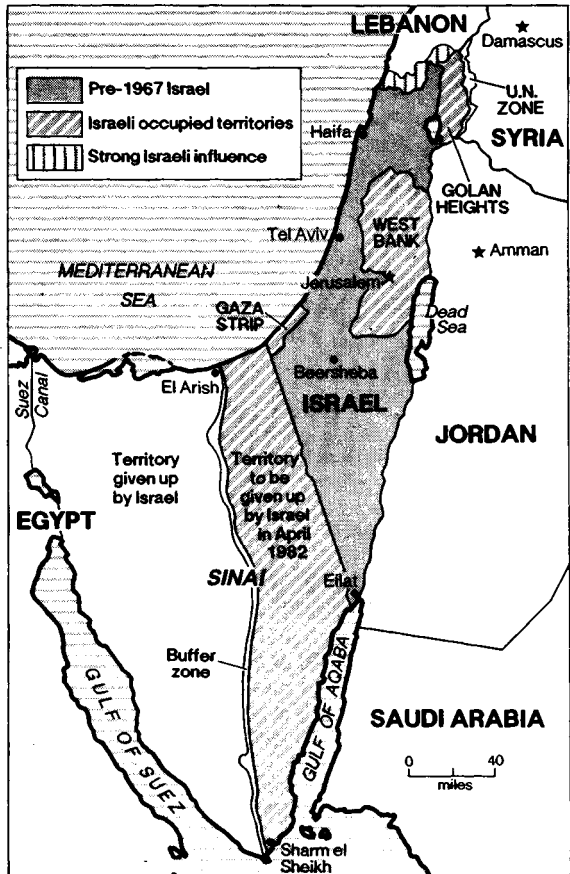 LEBANON
Damascus
Pre-1967 Israel
Israeli occupied territories
Strong Israeli influence
U.N.
ZONE
SYRIA
Haifa
GOLAN
HEIGHTS
WEST
BANK
Tel Aviv
Amman
MEDITERRANEAN
SEA
Jerusalem
GAZA
STRIP
Dead
Sea
Beersheba
El Arish
ISRAEL
Suez
Canal
JORDAN
Territory
given up
by Israel
Territory
to be
given up
by Israel
in April
1982
EGYPT
SINAI
Eilat
Buffer
zone
GULF OF AQABA
GULF OF SUEZ
SAUDI ARABIA
0 40
miles
Sharm el
Sheikh